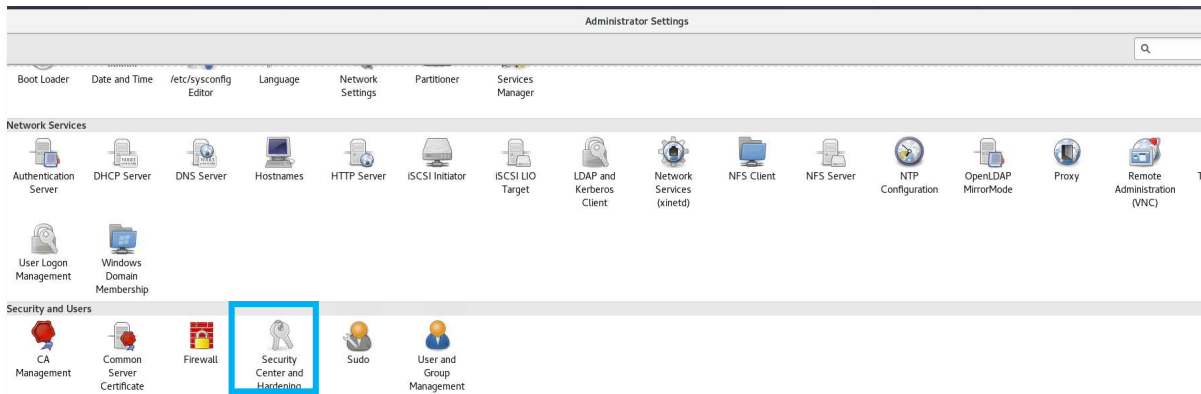 Administrator Settings
Boot Loader
Date and Time
/etc/sysconfig
Editor
Language
Network
Settings
Partitioner
Services
Manager
Network Services
Authentication
Server
DHCP Server
DNS Server
Hostnames
HTTP Server
iSCSI Initiator
iSCSI LIO
Target
LDAP and
Kerberos
Client
Network
Services
(xinetd)
NFS Client
NFS Server
NTP
Configuration
OpenLDAP
MirrorMode
Proxy
Remote
Administration
(VNC)
T
User Logon
Management
Windows
Domain
Membership
Security and Users
CA
Management
Common
Server
Certificate
Firewall
Security
Center and
Hardening
Sudo
User and
Group
Management